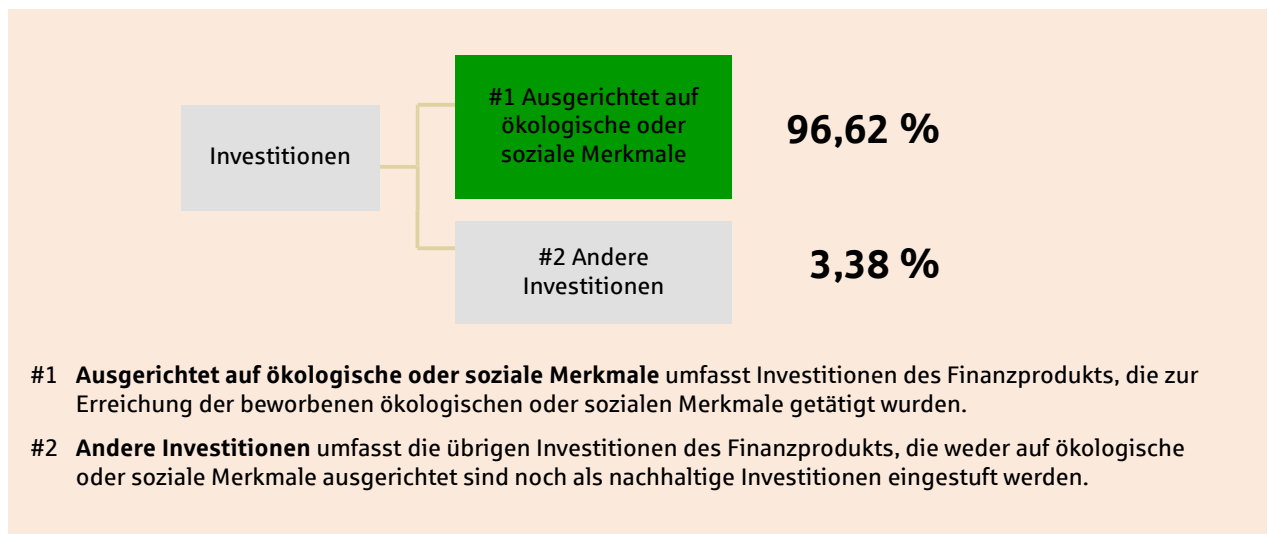 Investitionen
#1 Ausgerichtet auf
ökologische oder
soziale Merkmale
96,62 %
#2 Andere
Investitionen
3,38 %
#1 Ausgerichtet auf ökologische oder soziale Merkmale umfasst Investitionen des Finanzprodukts, die zur
Erreichung der beworbenen ökologischen oder sozialen Merkmale getätigt wurden.
#2 Andere Investitionen umfasst die übrigen Investitionen des Finanzprodukts, die weder auf ökologische
oder soziale Merkmale ausgerichtet sind noch als nachhaltige Investitionen eingestuft werden.